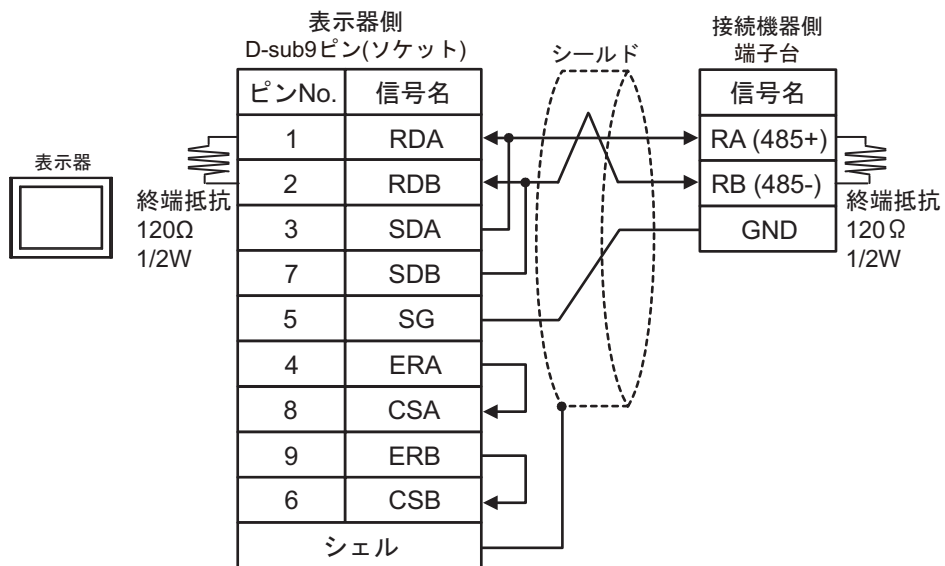 表示器側
D-sub9ピン(ソケット)
ピンNo. 信号名
1 RDA
2 RDB
3 SDA
7 SDB
5 SG
4 ERA
8 CSA
9 ERB
6 CSB
シェル
表示器
終端抵抗
120Ω
1/2W
シールド
接続機器側
端子台
信号名
RA (485+)
RB (485-)
GND
終端抵抗
120Ω
1/2W